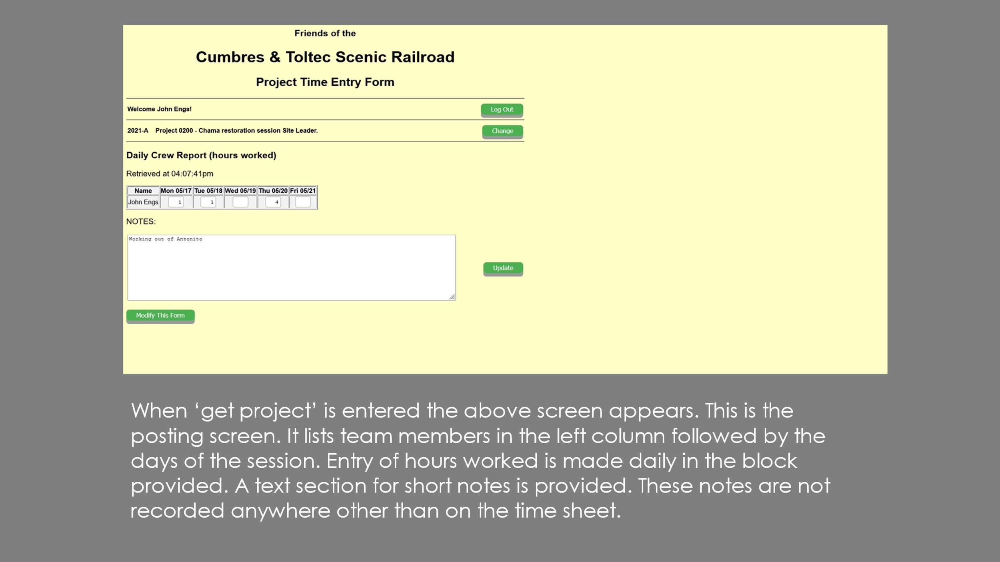 Friends of the
Cumbres & Toltec Scenic Railroad
Project Time Entry Form
Welcome John Engs! Log Out
2021-A Project 0200 - Chama restoration session Site Leader. Change
Daily Crew Report (hours worked)
Retrieved at 04:07:41pm
Name Mon 05/17 Tue 05/18 Wed 05/19 Thu 05/20 Fri 05/21
John Engs 1 1 4
NOTES:
Working out of Antonito
Update
Modify This Form
When ‘get project’ is entered the above screen appears. This is the
posting screen. It lists team members in the left column followed by the
days of the session. Entry of hours worked is made daily in the block
provided. A text section for short notes is provided. These notes are not
recorded anywhere other than on the time sheet.